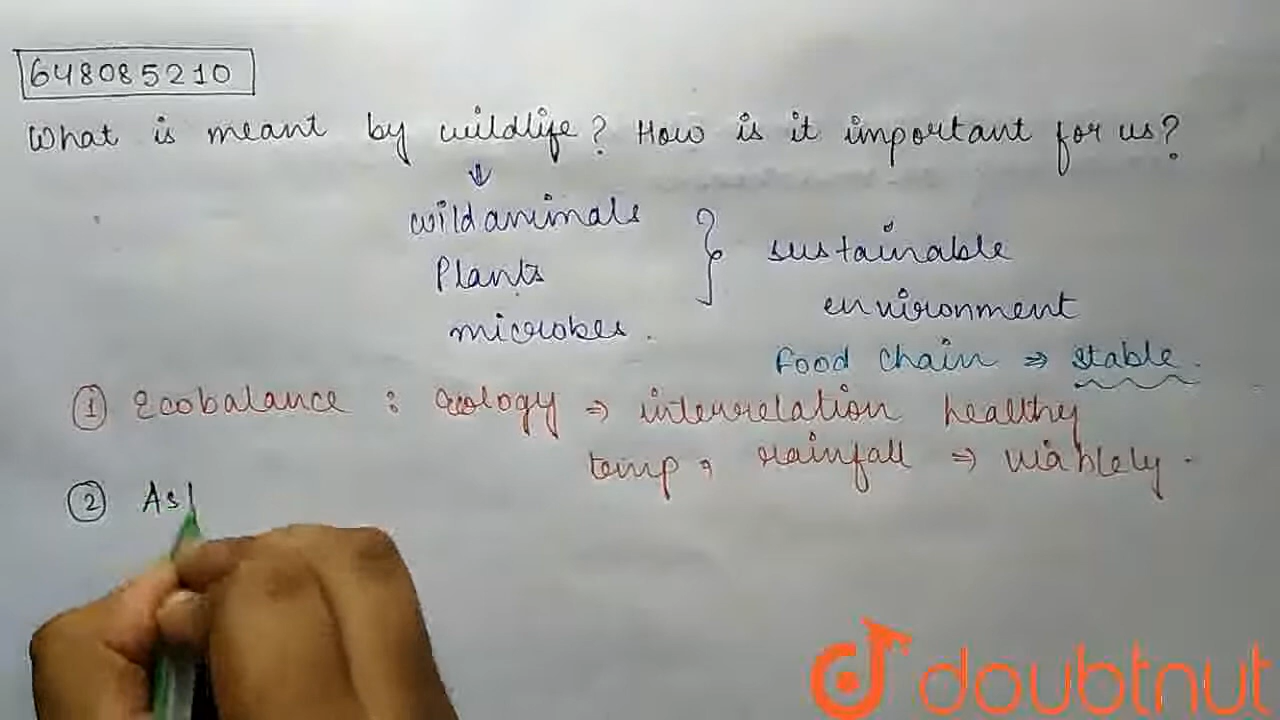 648085210
What is meant by wildlife? How is it important for us?
wild animals
Plants
microbes.
} sustainable
environment
Food chain ⇒ stable.
① Ecobalance : ecology ⇒ interrelation healthy
temp, rainfall ⇒ viablely.
② As
doubtnut